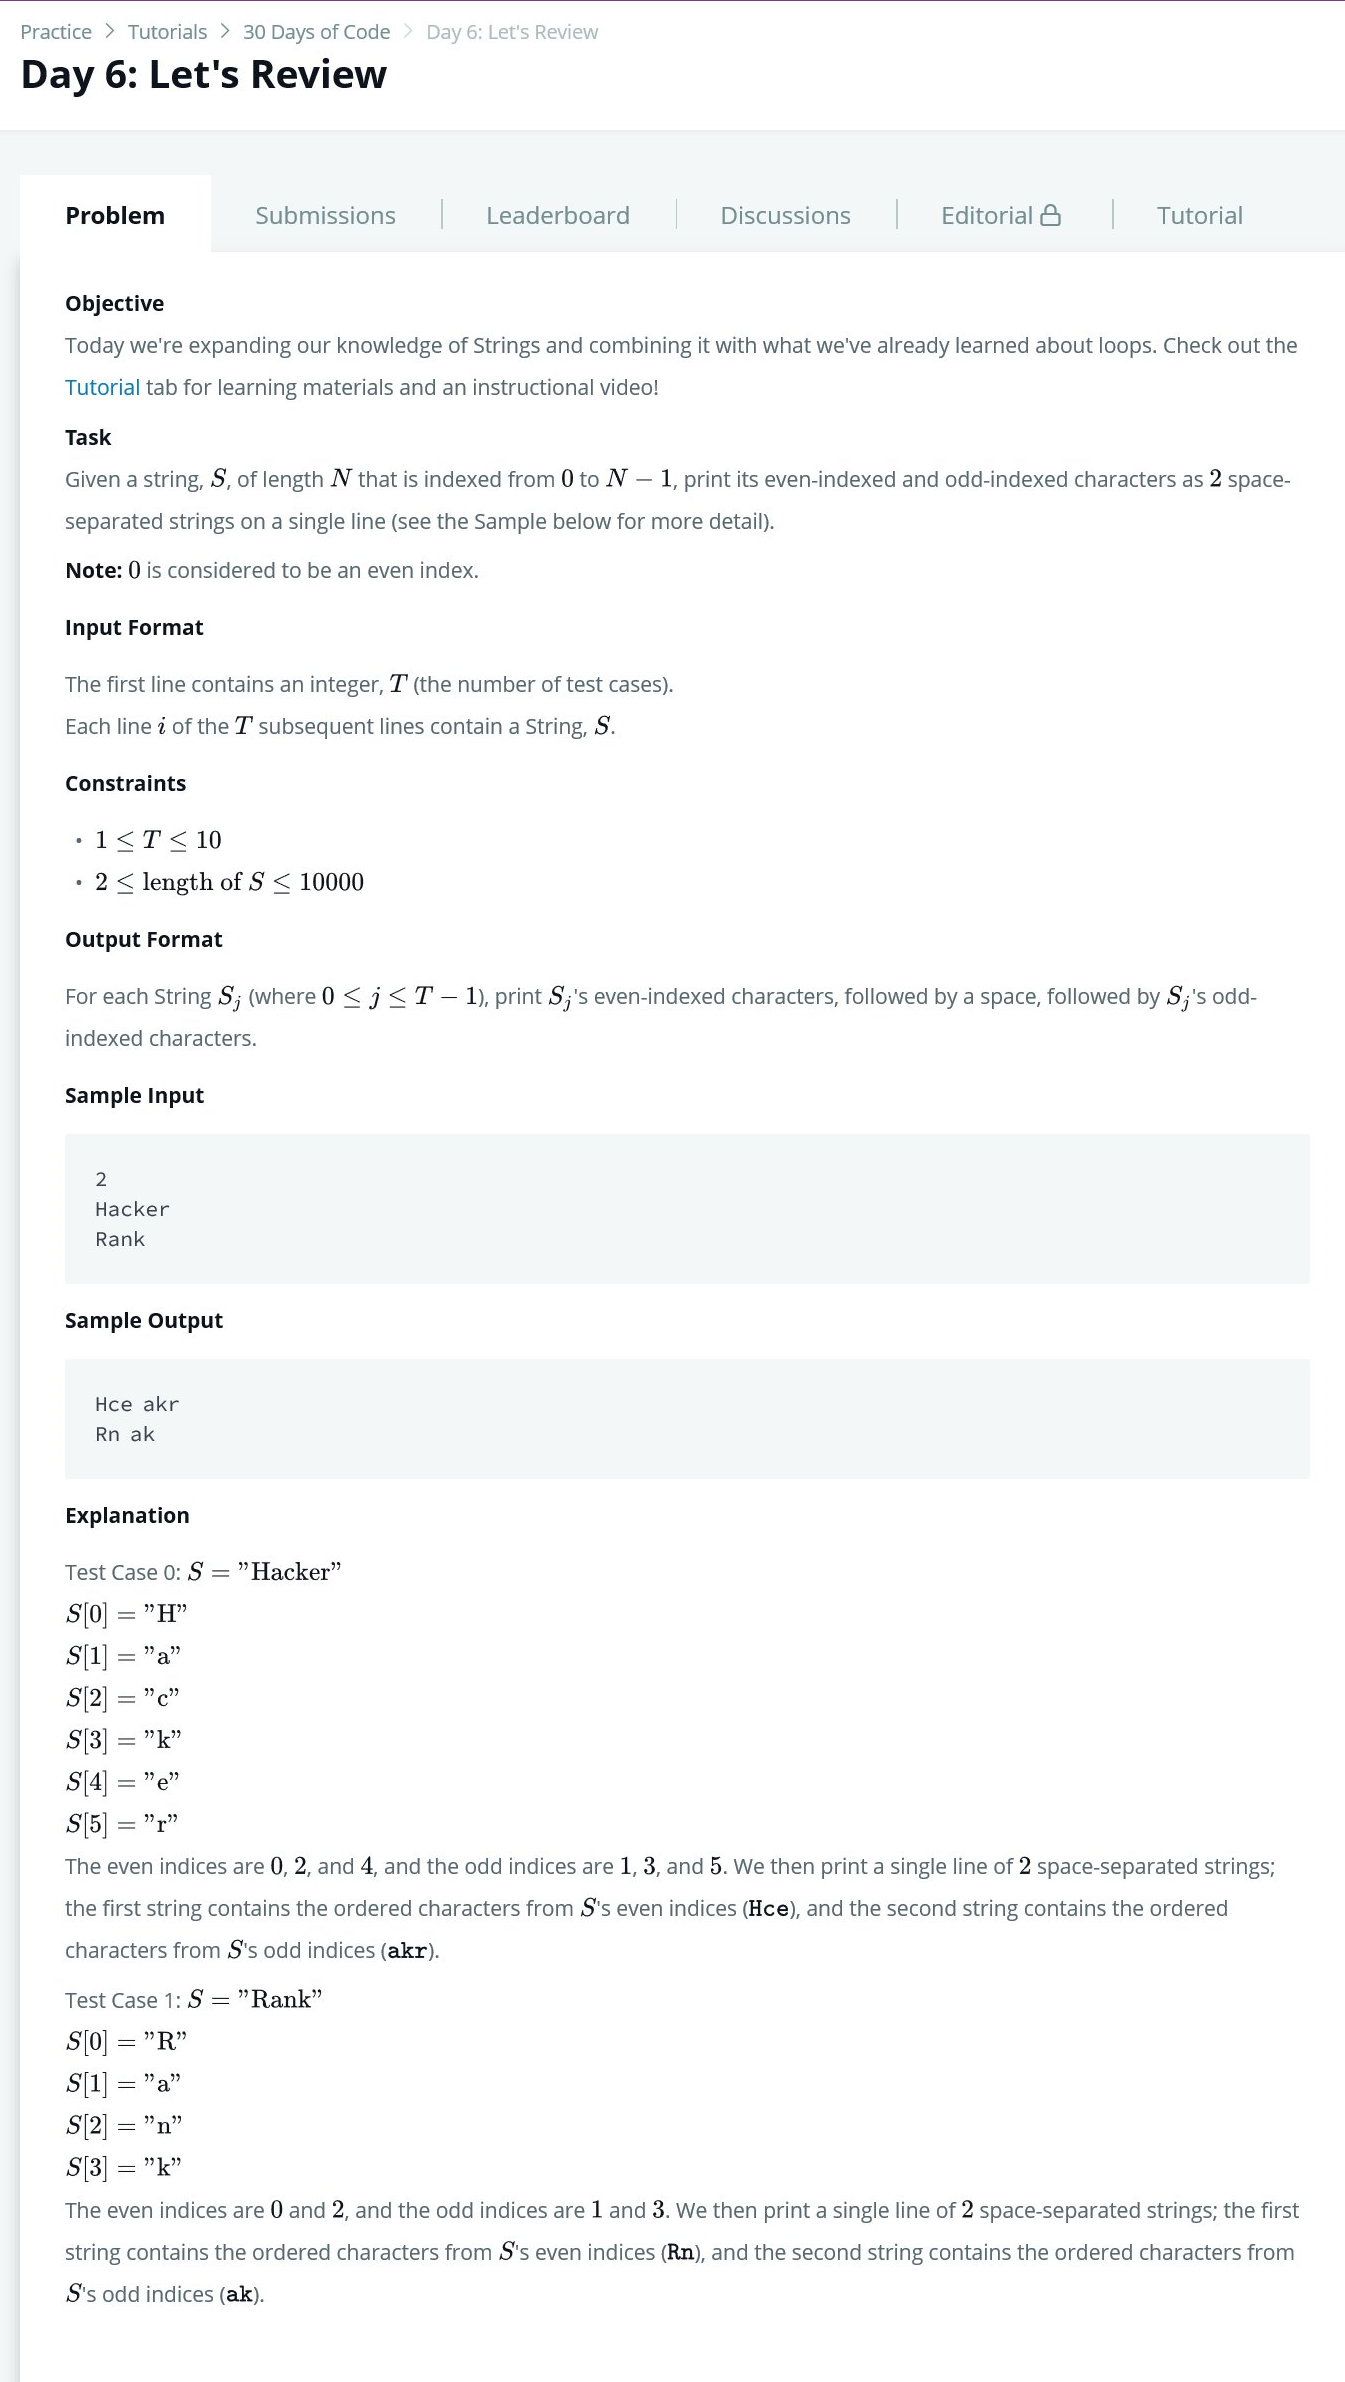 Practice > Tutorials > 30 Days of Code > Day 6: Let's Review
Day 6: Let's Review
Problem
Submissions
Leaderboard
Discussions
Editorial
Tutorial
Objective
Today we're expanding our knowledge of Strings and combining it with what we've already learned about loops. Check out the
Tutorial tab for learning materials and an instructional video!
Task
Given a string, S, of length N that is indexed from 0 to N − 1, print its even-indexed and odd-indexed characters as 2 space-
separated strings on a single line (see the Sample below for more detail).
Note: 0 is considered to be an even index.
Input Format
The first line contains an integer, T (the number of test cases).
Each line i of the T subsequent lines contain a String, S.
Constraints
• 1 ≤ T ≤ 10
• 2 ≤ length of S ≤ 10000
Output Format
For each String Sj (where 0 ≤ j ≤ T − 1), print Sj's even-indexed characters, followed by a space, followed by Sj's odd-
indexed characters.
Sample Input
2
Hacker
Rank
Sample Output
Hce akr
Rn ak
Explanation
Test Case 0: S = ”Hacker”
S[0] = ”H”
S[1] = ”a”
S[2] = ”c”
S[3] = ”k”
S[4] = ”e”
S[5] = ”r”
The even indices are 0, 2, and 4, and the odd indices are 1, 3, and 5. We then print a single line of 2 space-separated strings;
the first string contains the ordered characters from S's even indices (Hce), and the second string contains the ordered
characters from S's odd indices (akr).
Test Case 1: S = ”Rank”
S[0] = ”R”
S[1] = ”a”
S[2] = ”n”
S[3] = ”k”
The even indices are 0 and 2, and the odd indices are 1 and 3. We then print a single line of 2 space-separated strings; the first
string contains the ordered characters from S's even indices (Rn), and the second string contains the ordered characters from
S's odd indices (ak).